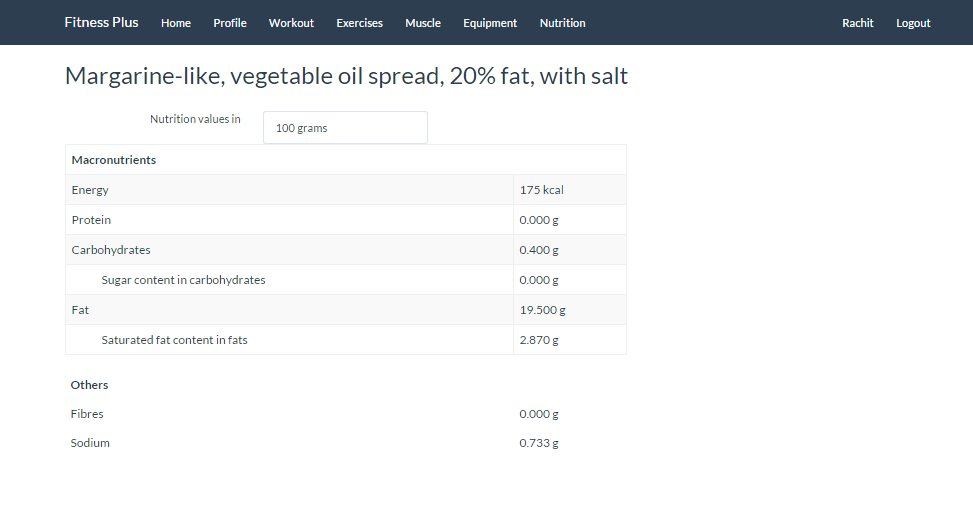 Fitness Plus Home Profile Workout Exercises Muscle Equipment Nutrition Rachit Logout
Margarine-like, vegetable oil spread, 20% fat, with salt
Nutrition values in 100 grams
Macronutrients
Energy 175 kcal
Protein 0.000 g
Carbohydrates 0.400 g
Sugar content in carbohydrates 0.000 g
Fat 19.500 g
Saturated fat content in fats 2.870 g
Others
Fibres 0.000 g
Sodium 0.733 g